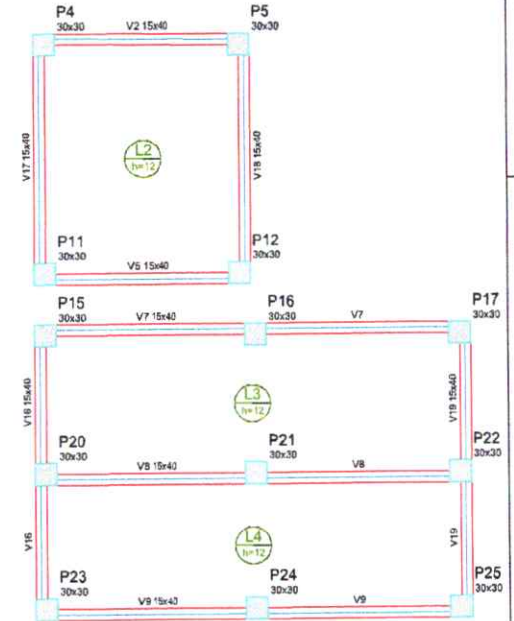 P4
30x30
V2 15x40
P5
30x30
V17 15x40
L2
h=12
V18 15x40
P11
30x30
V5 15x40
P12
30x30
P15
30x30
V7 15x40
P16
30x30
V7
P17
30x30
V16 15x40
L3
h=12
V19 15x40
P20
30x30
V8 15x40
P21
30x30
V8
P22
30x30
V16
L4
h=12
V19
P23
30x30
V9 15x40
P24
30x30
V9
P25
30x30